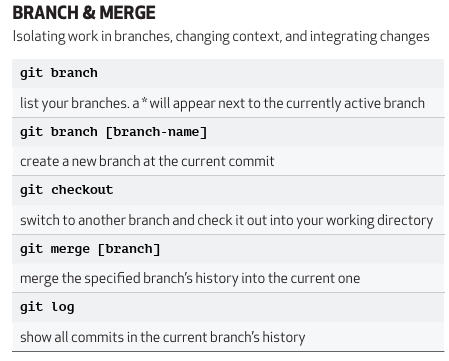 BRANCH & MERGE
Isolating work in branches, changing context, and integrating changes
git branch
list your branches. a * will appear next to the currently active branch
git branch [branch-name]
create a new branch at the current commit
git checkout
switch to another branch and check it out into your working directory
git merge [branch]
merge the specified branch's history into the current one
git log
show all commits in the current branch's history